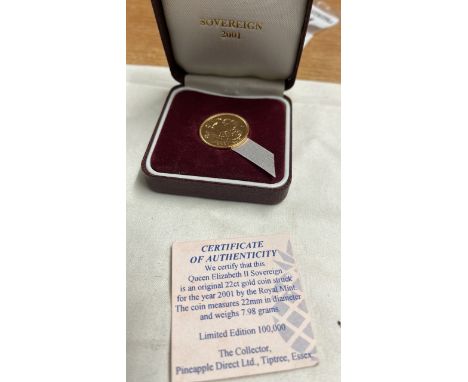 SOVEREIGN
2001
CERTIFICATE
OF AUTHENTICITY
We certify that this
Queen Elizabeth II Sovereign
is an original 22ct gold coin struck
for the year 2001 by the Royal Mint.
The coin measures 22mm in diameter
and weighs 7.98 grams
Limited Edition 100,000
The Collector,
Pineapple Direct Ltd., Tiptree, Essex